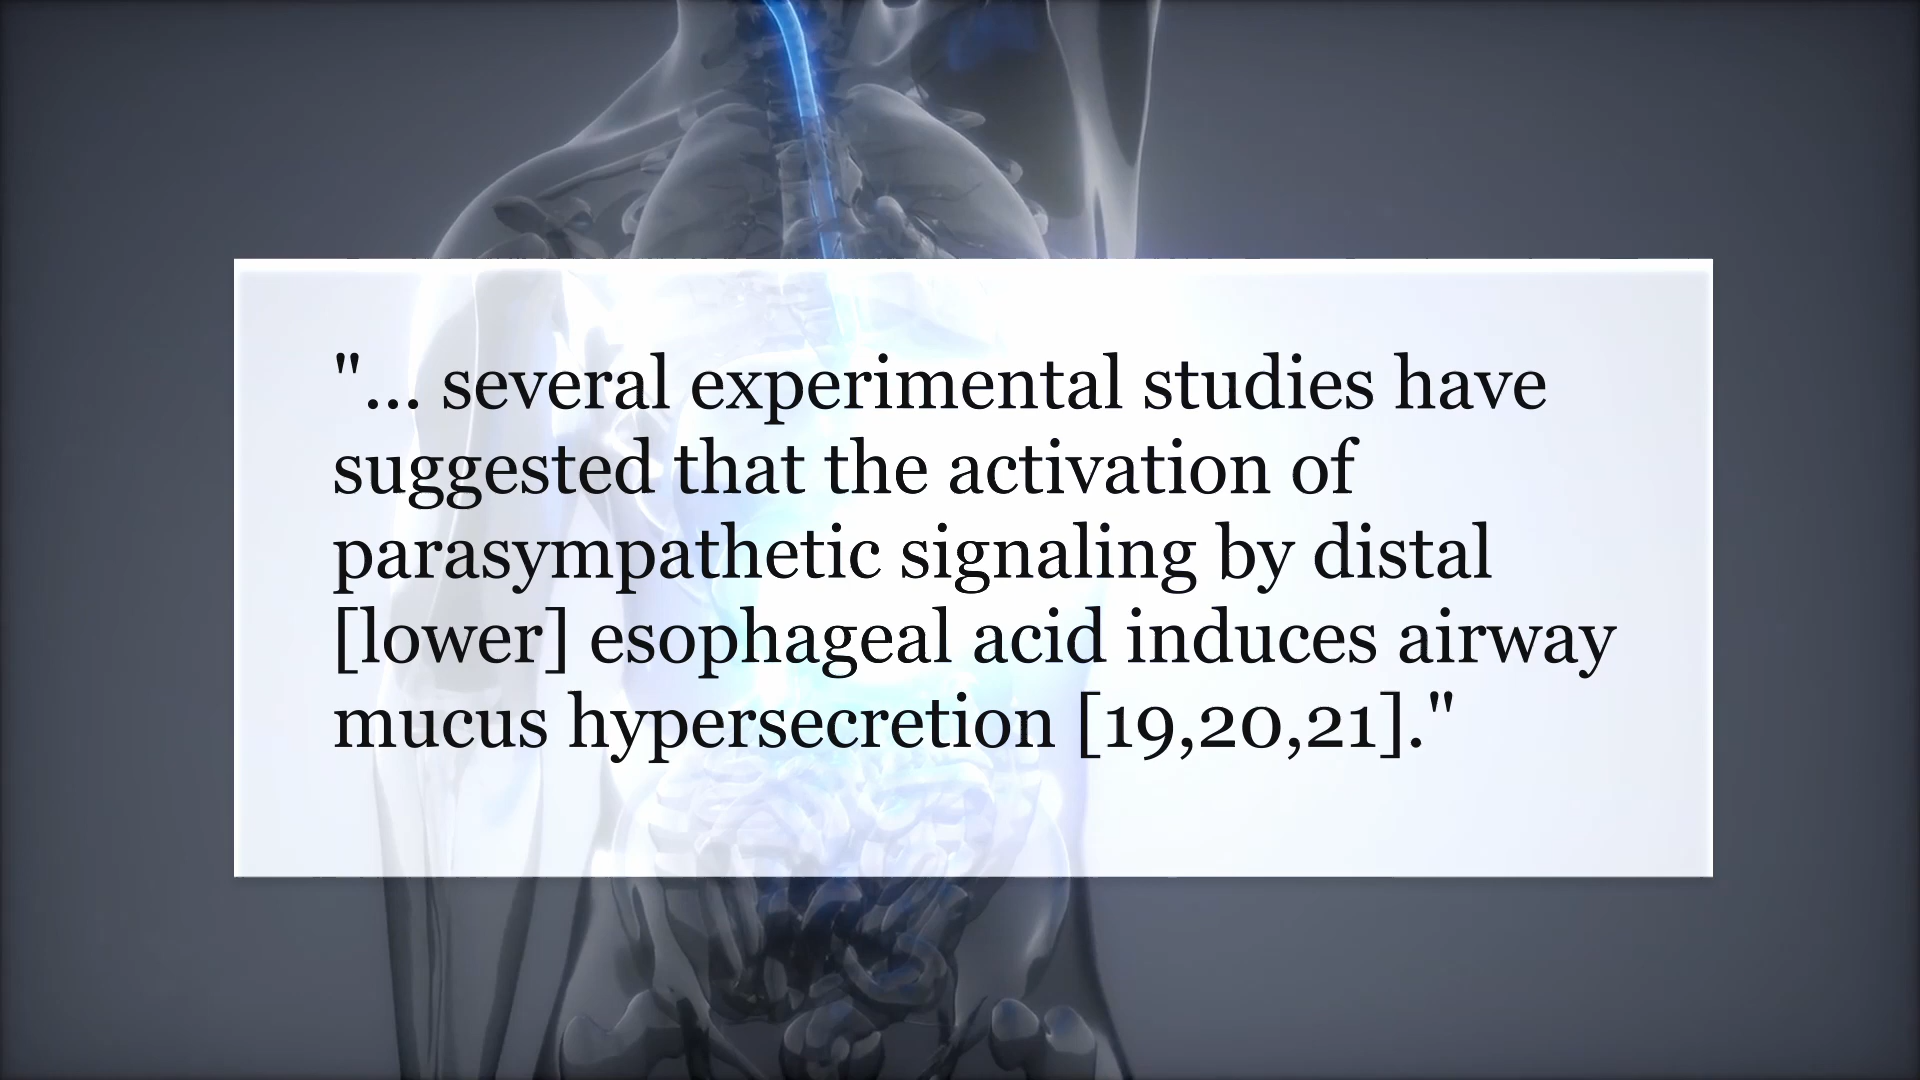 "... several experimental studies have
suggested that the activation of
parasympathetic signaling by distal
[lower] esophageal acid induces airway
mucus hypersecretion [19,20,21]."